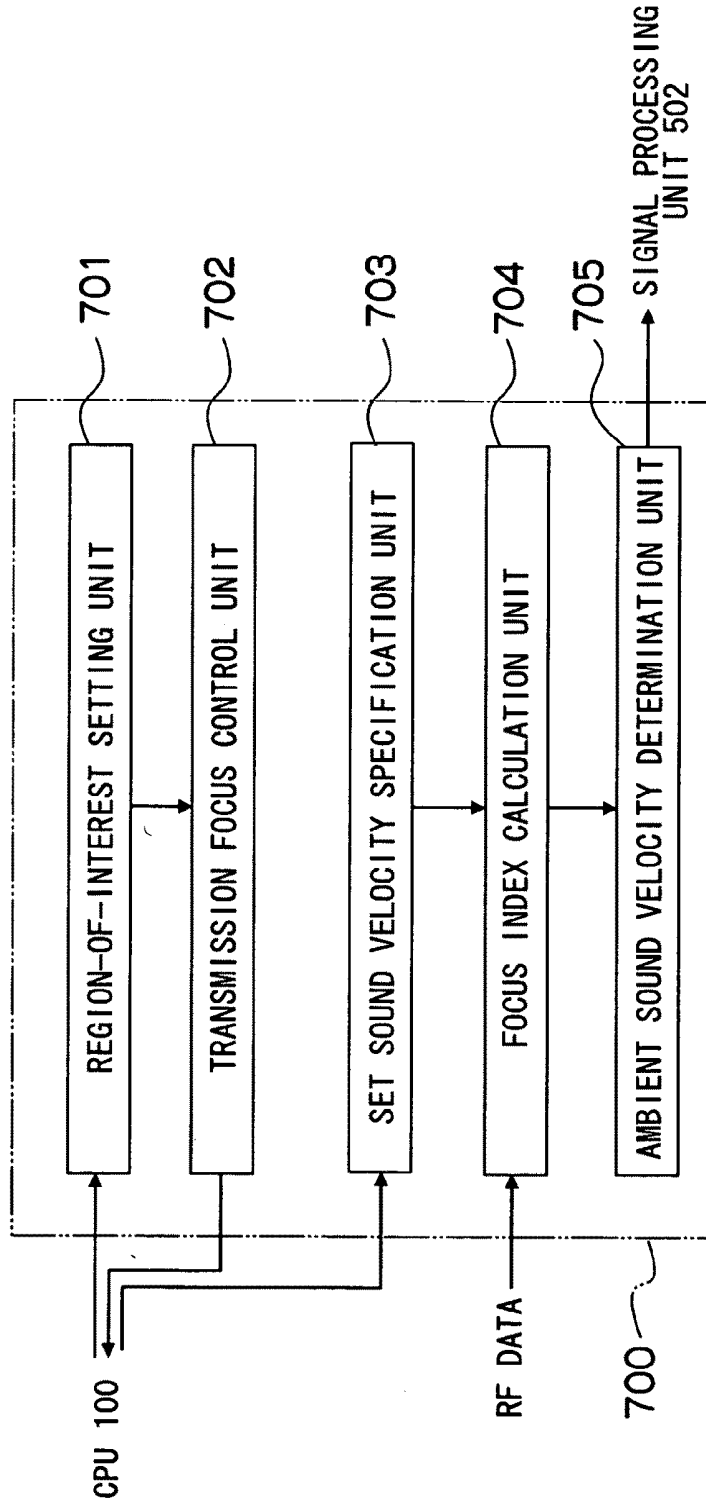 CPU 100
REGION-OF-INTEREST SETTING UNIT
701
TRANSMISSION FOCUS CONTROL UNIT
702
SET SOUND VELOCITY SPECIFICATION UNIT
703
RF DATA
FOCUS INDEX CALCULATION UNIT
704
AMBIENT SOUND VELOCITY DETERMINATION UNIT
705
SIGNAL PROCESSING
UNIT 502
700